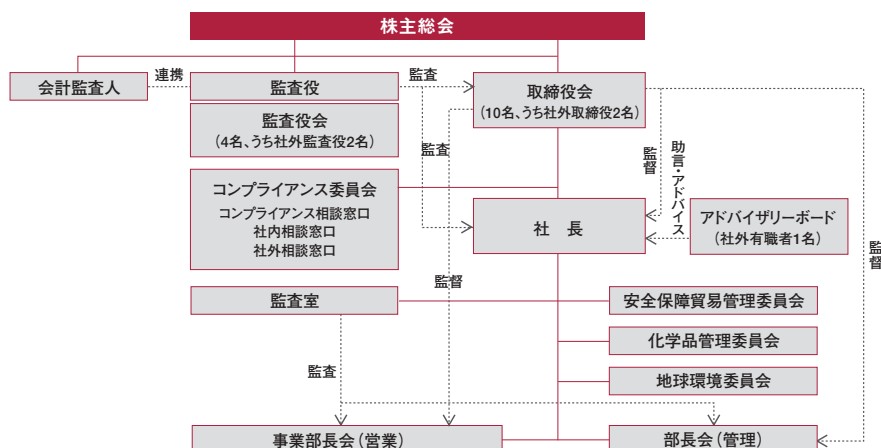 株主総会
会計監査人
連携
監査役
監査
取締役会
(10名、うち社外取締役2名)
監査役会
(4名、うち社外監査役2名)
監査
監督
助言・アドバイス
コンプライアンス委員会
コンプライアンス相談窓口
社内相談窓口
社外相談窓口
社 長
アドバイザリーボード
(社外有職者1名)
監督
監督
監査室
安全保障貿易管理委員会
化学品管理委員会
地球環境委員会
監査
事業部長会(営業)
部長会(管理)